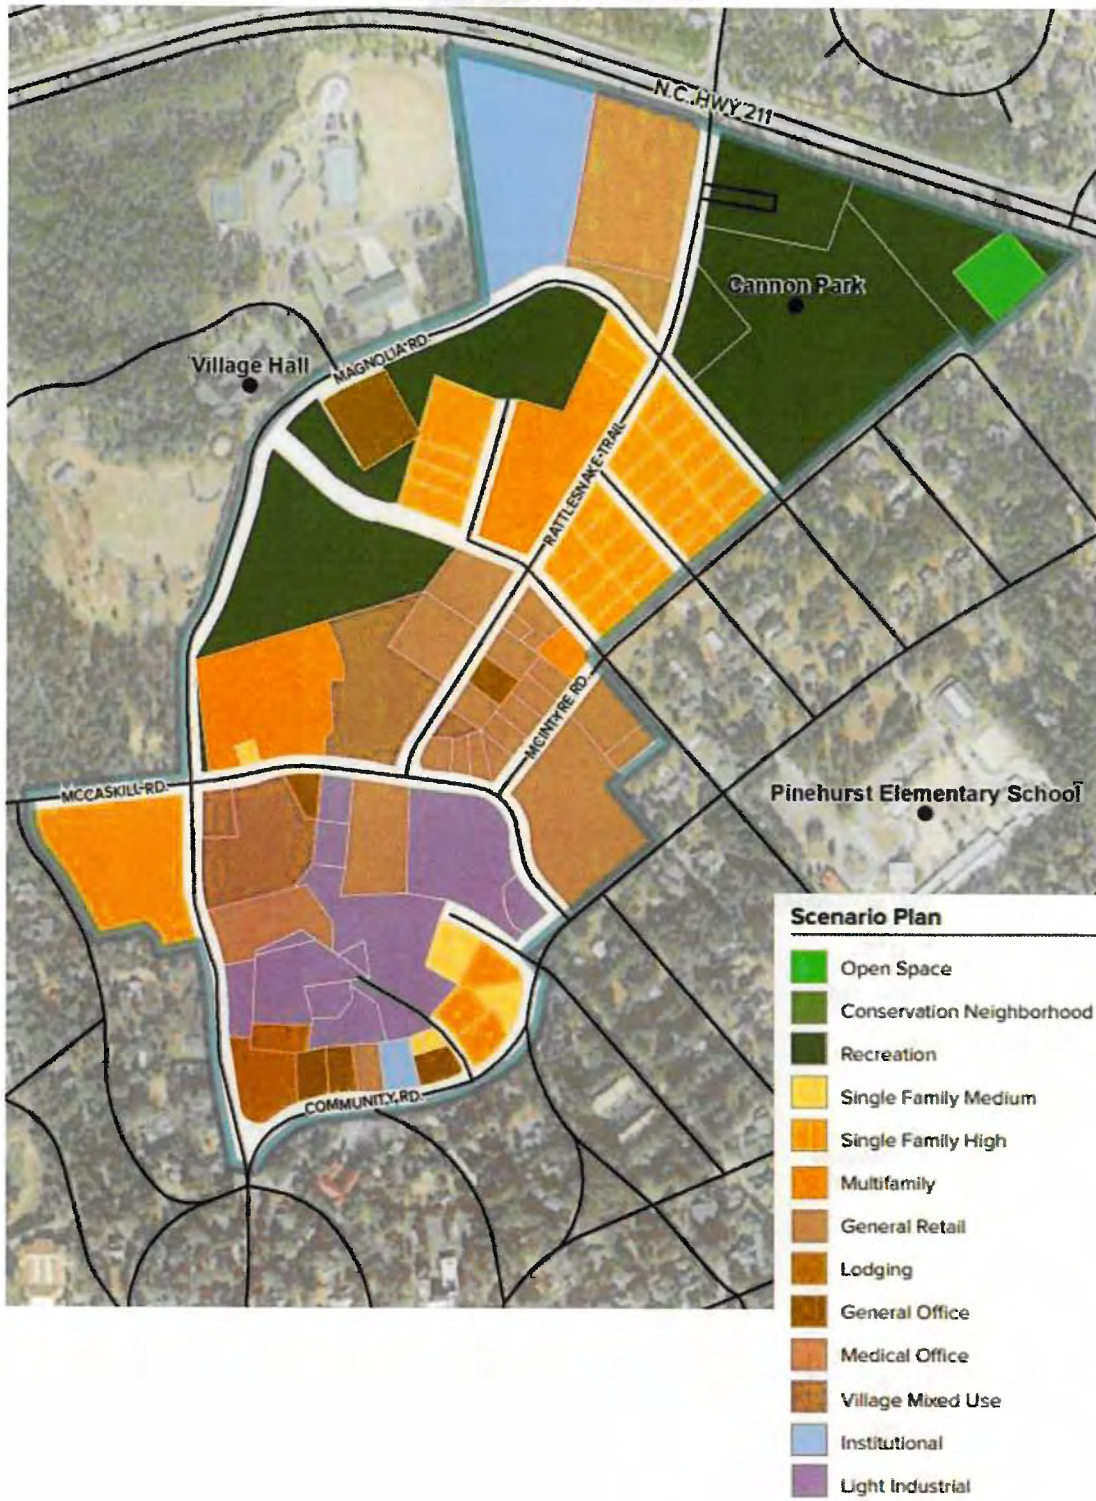 N.C. HWY 211
Cannon Park
Village Hall
MAGNOLIA RD
RATTLESNAKE TRAIL
MCINTYRE RD.
MCCASKILL RD.
Pinehurst Elementary School
COMMUNITY RD.
Scenario Plan
Open Space
Conservation Neighborhood
Recreation
Single Family Medium
Single Family High
Multifamily
General Retail
Lodging
General Office
Medical Office
Village Mixed Use
Institutional
Light Industrial